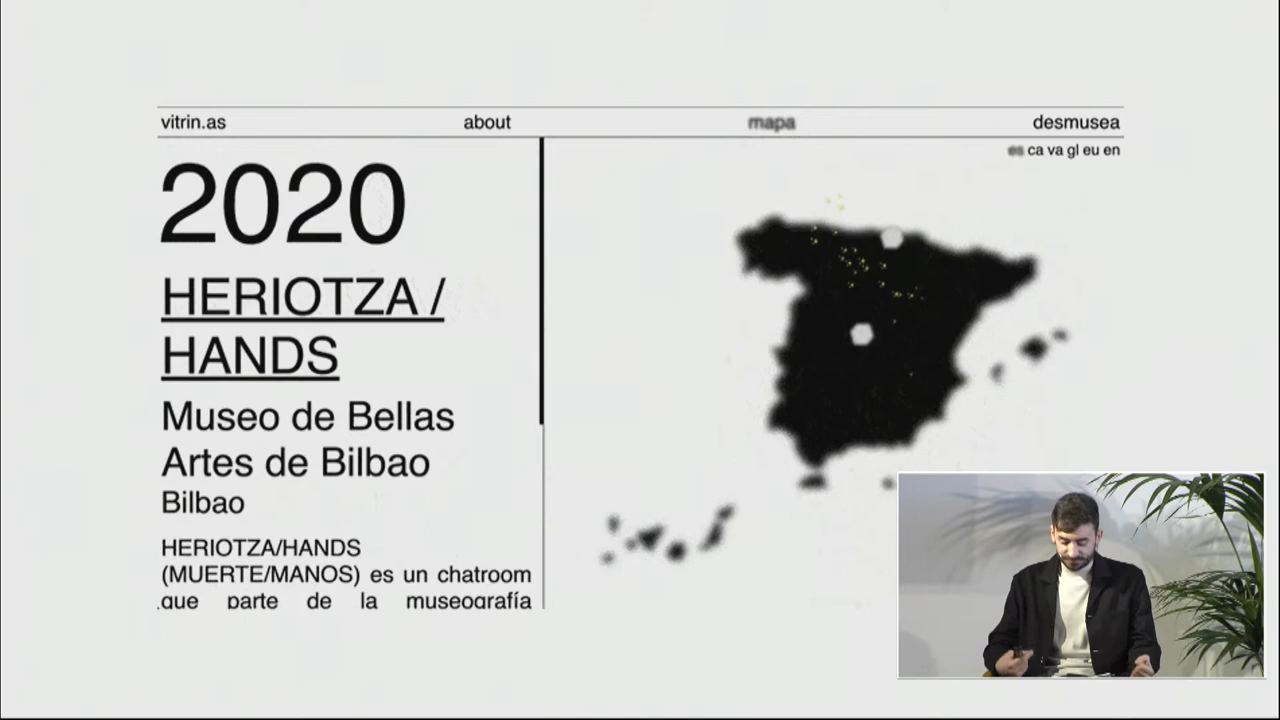 vitrin.as about mapa desmusea
es ca va gl eu en
2020
HERIOTZA /
HANDS
Museo de Bellas
Artes de Bilbao
Bilbao
HERIOTZA/HANDS
(MUERTE/MANOS) es un chatroom
que parte de la museografía